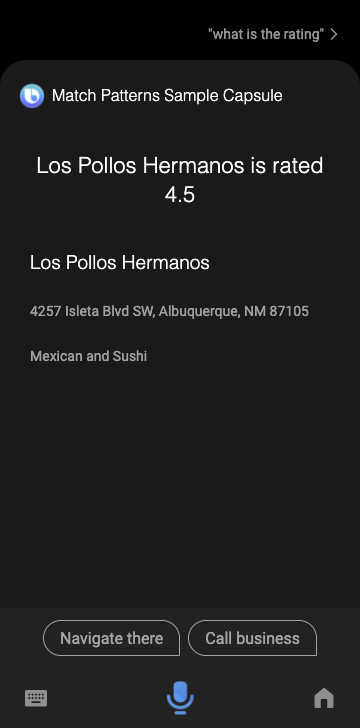 "what is the rating"
Match Patterns Sample Capsule
Los Pollos Hermanos is rated
4.5
Los Pollos Hermanos
4257 Isleta Blvd SW, Albuquerque, NM 87105
Mexican and Sushi
Navigate there
Call business